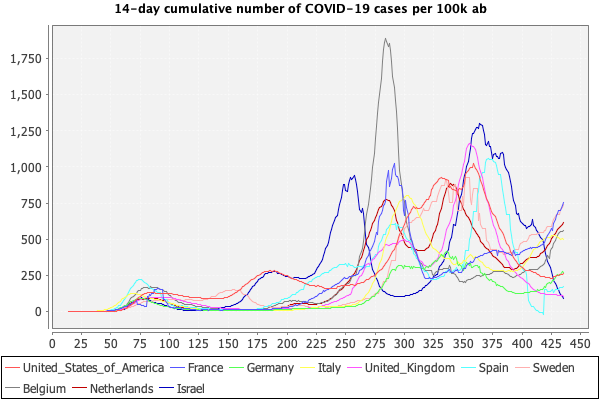 14-day cumulative number of COVID-19 cases per 100k ab
1,750
1,500
1,250
1,000
750
500
250
0
0 25 50 75 100 125 150 175 200 225 250 275 300 325 350 375 400 425 450
United_States_of_America France Germany Italy United_Kingdom Spain Sweden
Belgium Netherlands Israel